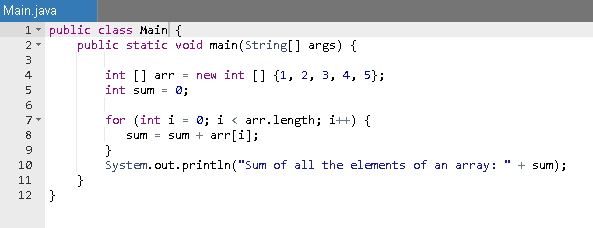 Main.java
1 public class Main {
2 public static void main(String[] args) {
3
4 int [] arr = new int [] {1, 2, 3, 4, 5};
5 int sum = 0;
6
7 for (int i = 0; i < arr.length; i++) {
8 sum = sum + arr[i];
9 }
10 System.out.println("Sum of all the elements of an array: " + sum);
11 }
12 }